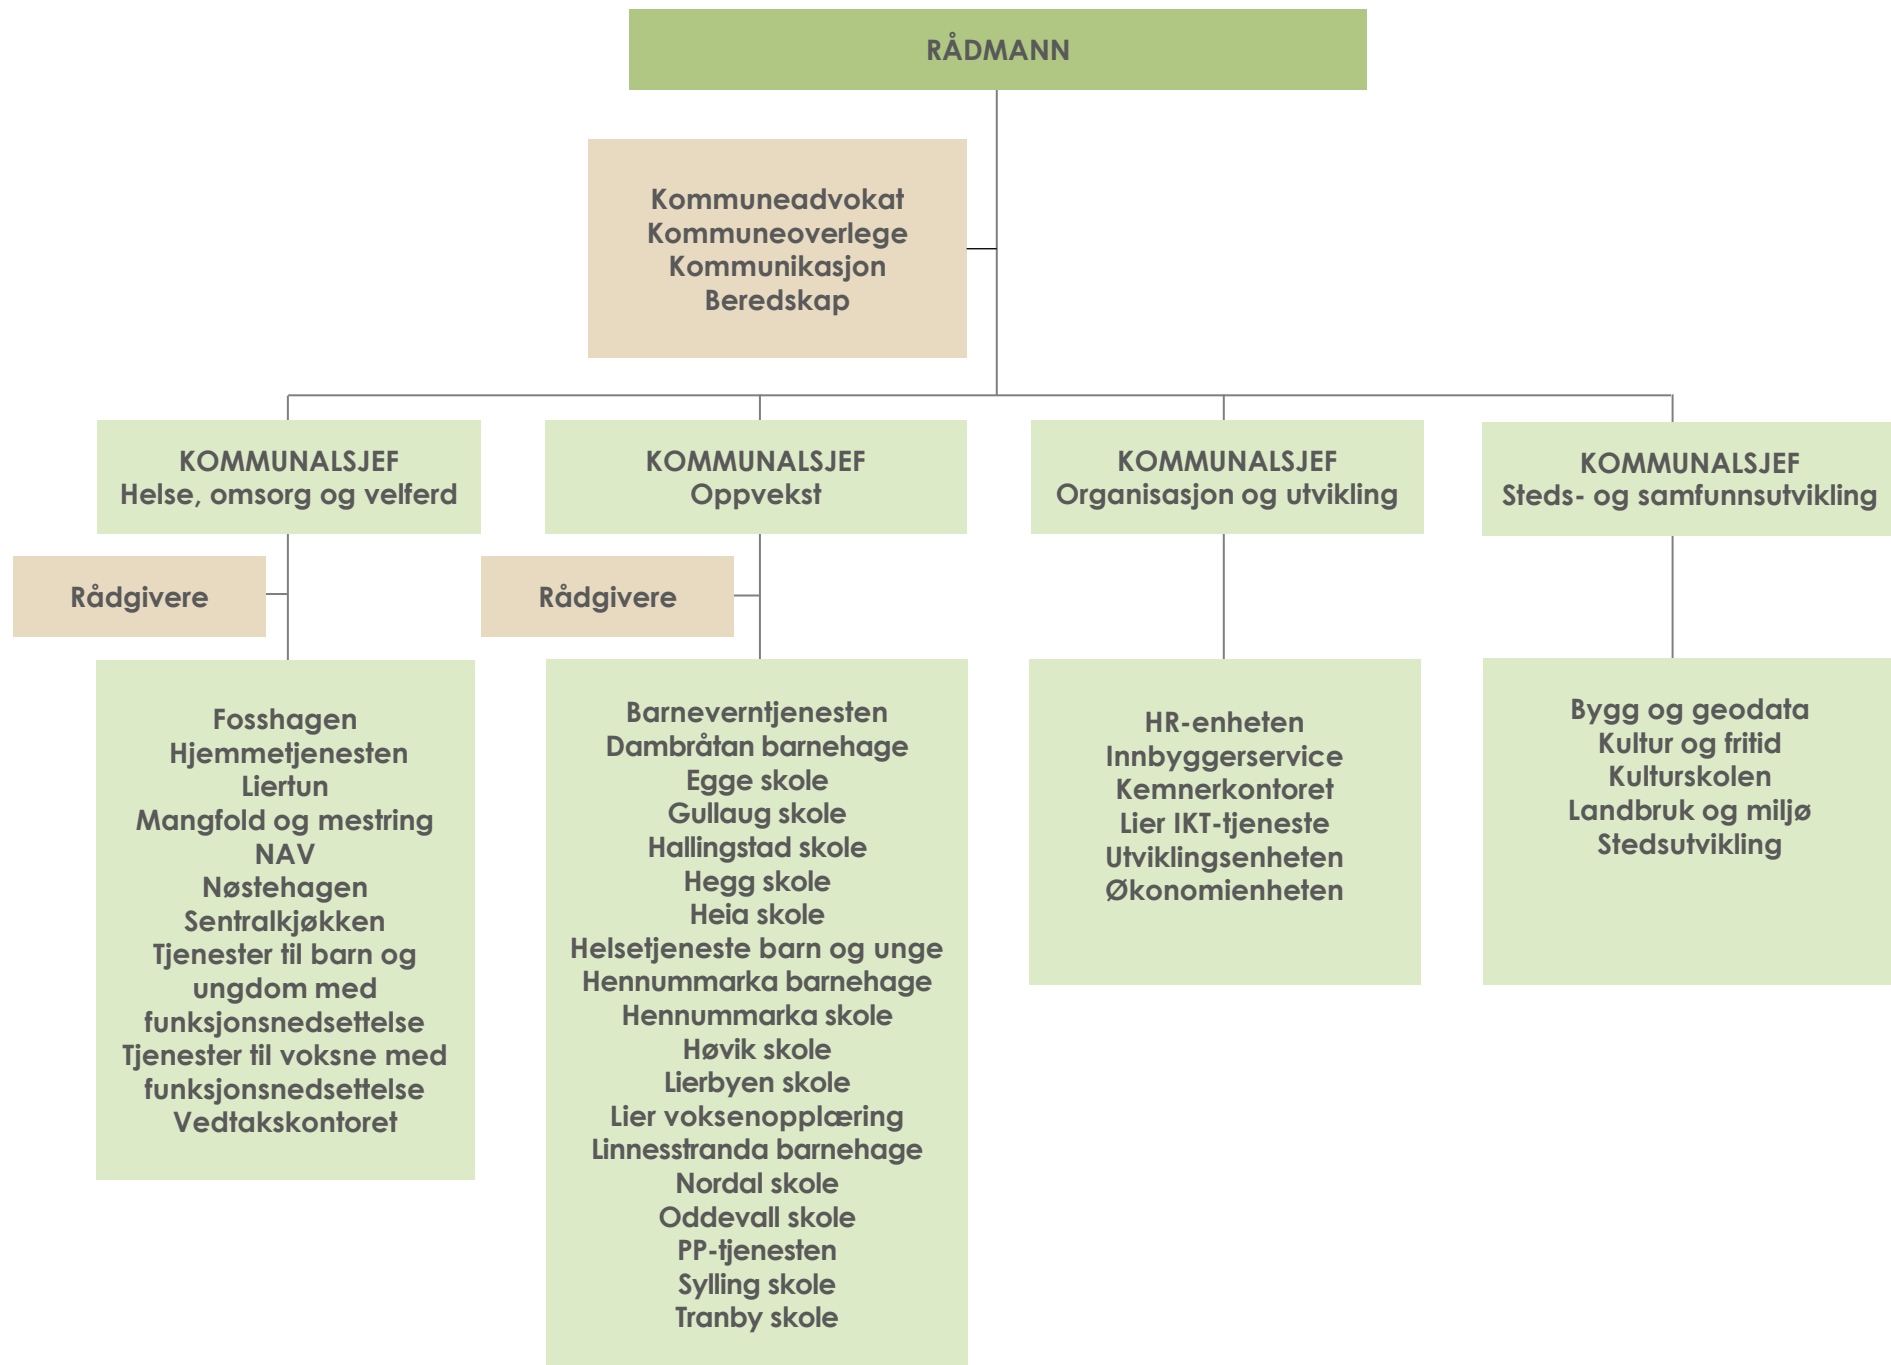 RÅDMANN
Kommuneadvokat
Kommuneoverlege
Kommunikasjon
Beredskap
KOMMUNALSJEF
Helse, omsorg og velferd
Rådgivere
Fosshagen
Hjemmetjenesten
Liertun
Mangfold og mestring
NAV
Nøstehagen
Sentralkjøkken
Tjenester til barn og
ungdom med
funksjonsnedsettelse
Tjenester til voksne med
funksjonsnedsettelse
Vedtakskontoret
KOMMUNALSJEF
Oppvekst
Rådgivere
Barneverntjenesten
Dambråtan barnehage
Egge skole
Gullaug skole
Hallingstad skole
Hegg skole
Heia skole
Helsetjeneste barn og unge
Hennummarka barnehage
Hennummarka skole
Høvik skole
Lierbyen skole
Lier voksenopplæring
Linnesstranda barnehage
Nordal skole
Oddevall skole
PP-tjenesten
Sylling skole
Tranby skole
KOMMUNALSJEF
Organisasjon og utvikling
HR-enheten
Innbyggerservice
Kemnerkontoret
Lier IKT-tjeneste
Utviklingsenheten
Økonomienheten
KOMMUNALSJEF
Steds- og samfunnsutvikling
Bygg og geodata
Kultur og fritid
Kulturskolen
Landbruk og miljø
Stedsutvikling